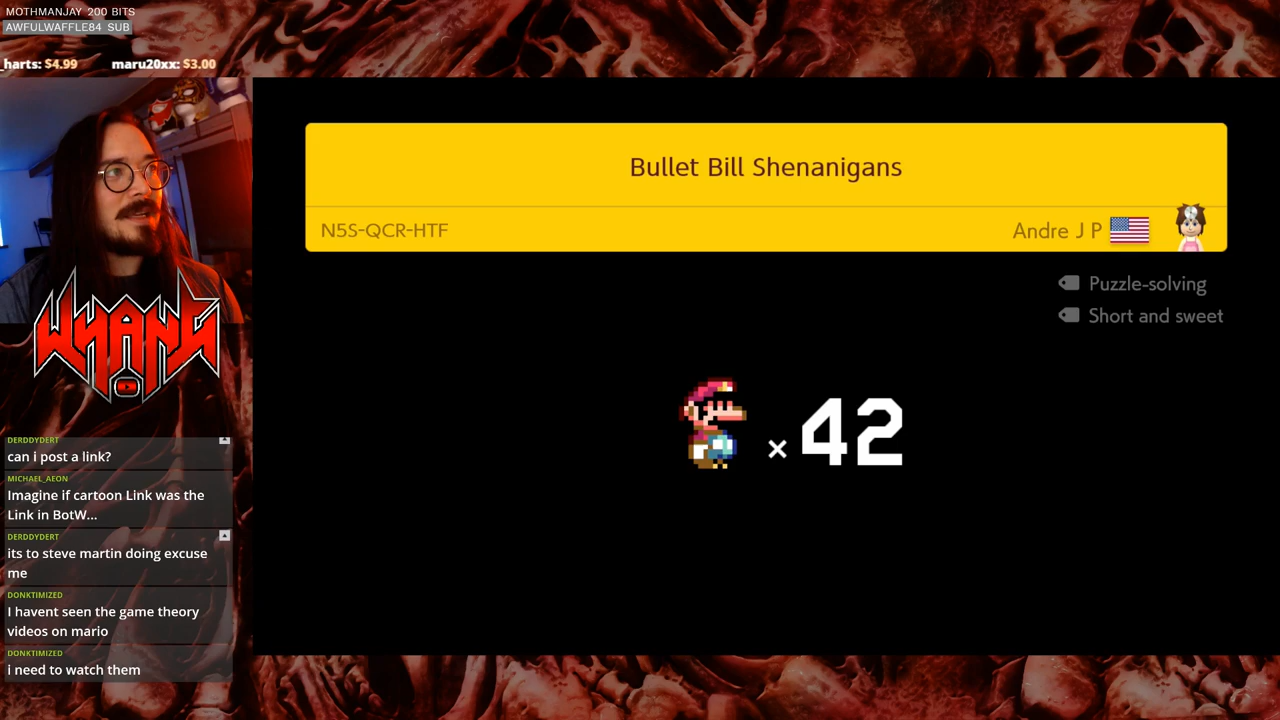 MOTHMANJAY 200 BITS
AWFULWAFFLE84 SUB
_harts: $4.99 maru20xx: $3.00
Bullet Bill Shenanigans
N5S-QCR-HTF
Andre J P
Puzzle-solving
Short and sweet
× 42
WYANG
DERDDYDERT
can i post a link?
MICHAEL_AEON
Imagine if cartoon Link was the
Link in BotW...
DERDDYDERT
its to steve martin doing excuse
me
DONKTIMIZED
I havent seen the game theory
videos on mario
DONKTIMIZED
i need to watch them